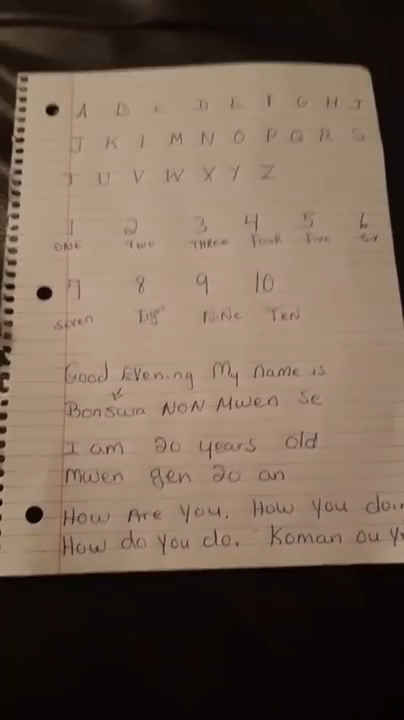 A B C D E F G H I
J K L M N O P Q R S
T U V W X Y Z
1 2 3 4 5 6
ONE TWO THREE Four Five Six
7 8 9 10
Seven NiNe Ten
Good Evening My name is
Bonswa NON Mwen se
I am 20 years old
Mwen gen 20 an
How Are You. How you
How do you do. Koman ou